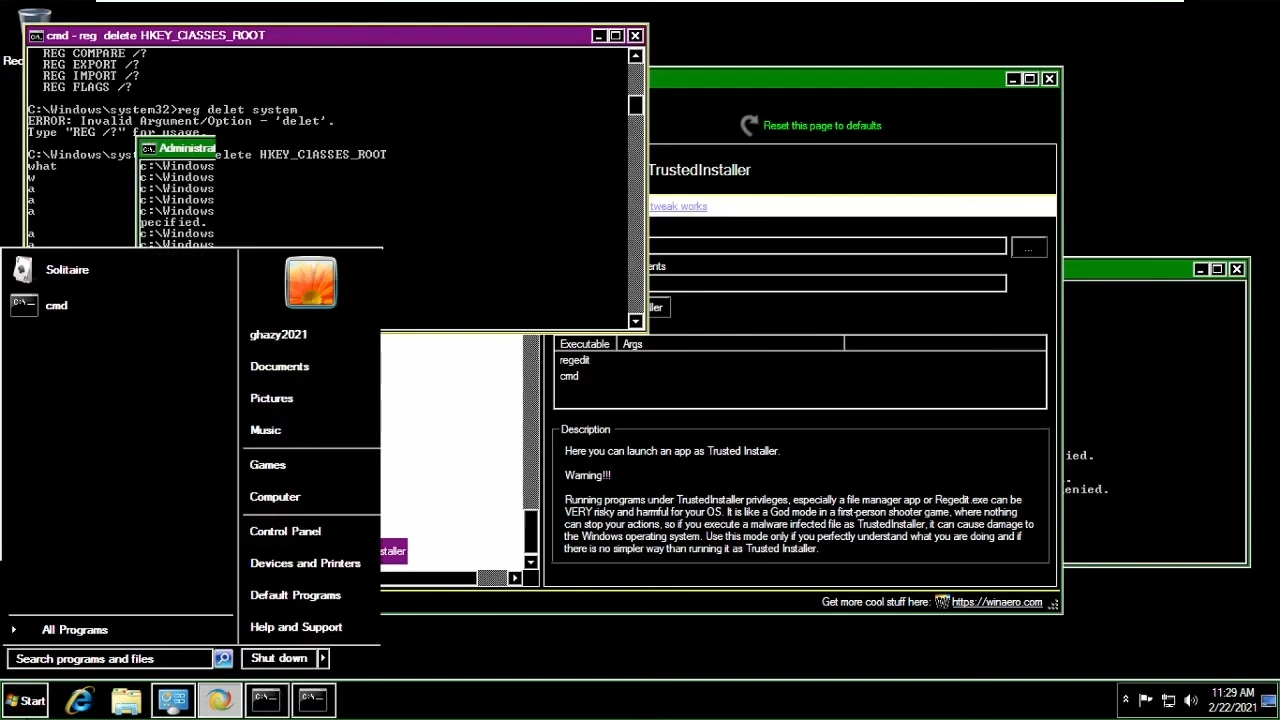 Rec
cmd - reg  delete HKEY_ClASSES_ROOT
REG COMPARE /?
REG EXPORT /?
REG IMPORT /?
REG FLAGS /?
C:\Windows\system32>reg delet system
ERROR: Invalid Argument/Option - 'delet'.
Type "REG /?" for usage.
C:\Windows\sys
elete HKEY_ClASSES_ROOT
what
w
a
a
a
a
a
Administrat
c:\Windows
c:\Windows
c:\Windows
c:\Windows
c:\Windows
pecified.
c:\Windows
c:\Windows
Reset this page to defaults
TrustedInstaller
tweak works
...
ents
ller
Executable Args
regedit
cmd
Description
Here you can launch an app as Trusted Installer.
Warning!!!
Running programs under TrustedInstaller privileges, especially a file manager app or Regedit.exe can be
VERY risky and harmful for your OS. It is like a God mode in a first-person shooter game, where nothing
can stop your actions, so if you execute a malware infected file as TrustedInstaller, it can cause damage to
the Windows operating system. Use this mode only if you perfectly understand what you are doing and if
there is no simpler way than running it as Trusted Installer.
Get more cool stuff here: https://winaero.com
ied.
.
enied.
staller
Solitaire
cmd
ghazy2021
Documents
Pictures
Music
Games
Computer
Control Panel
Devices and Printers
Default Programs
Help and Support
All Programs
Search programs and files
Shut down
Start
11:29 AM
2/22/2021